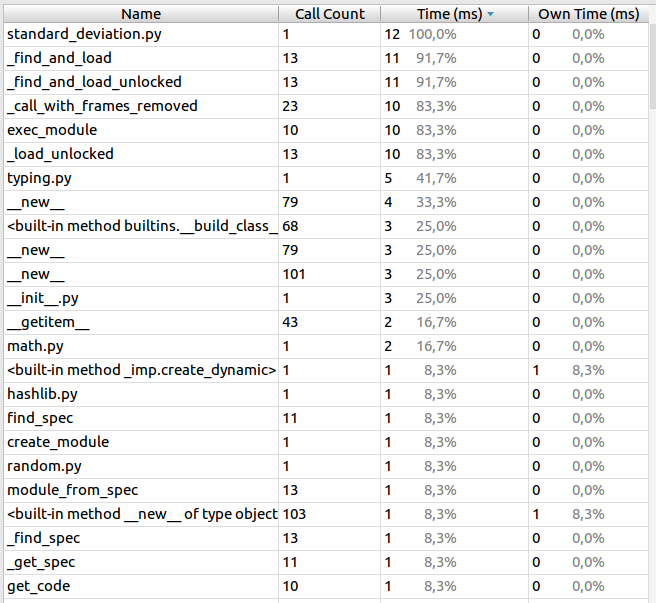 Name Call Count Time (ms) Own Time (ms)
standard_deviation.py 1 12 100,0% 0 0,0%
_find_and_load 13 11 91,7% 0 0,0%
_find_and_load_unlocked 13 11 91,7% 0 0,0%
_call_with_frames_removed 23 10 83,3% 0 0,0%
exec_module 10 10 83,3% 0 0,0%
_load_unlocked 13 10 83,3% 0 0,0%
typing.py 1 5 41,7% 0 0,0%
__new__ 79 4 33,3% 0 0,0%
<built-in method builtins.__build_class_ 68 3 25,0% 0 0,0%
__new__ 79 3 25,0% 0 0,0%
__new__ 101 3 25,0% 0 0,0%
__init__.py 1 3 25,0% 0 0,0%
__getitem__ 43 2 16,7% 0 0,0%
math.py 1 2 16,7% 0 0,0%
<built-in method _imp.create_dynamic> 1 1 8,3% 1 8,3%
hashlib.py 1 1 8,3% 0 0,0%
find_spec 11 1 8,3% 0 0,0%
create_module 1 1 8,3% 0 0,0%
random.py 1 1 8,3% 0 0,0%
module_from_spec 13 1 8,3% 0 0,0%
<built-in method __new__ of type object 103 1 8,3% 1 8,3%
_find_spec 13 1 8,3% 0 0,0%
_get_spec 11 1 8,3% 0 0,0%
get_code 10 1 8,3% 0 0,0%